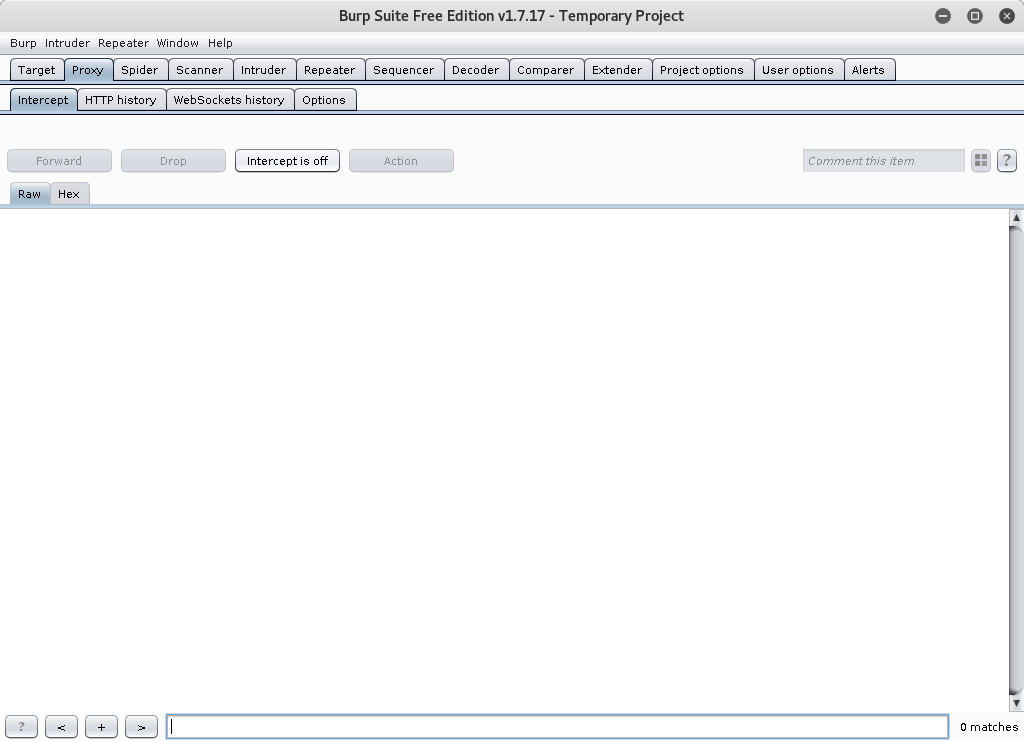 Burp Suite Free Edition v1.7.17 - Temporary Project
Burp Intruder Repeater Window Help
Target Proxy Spider Scanner Intruder Repeater Sequencer Decoder Comparer Extender Project options User options Alerts
Intercept HTTP history WebSockets history Options
Forward Drop Intercept is off Action Comment this item ?
Raw Hex
? < + > 0 matches